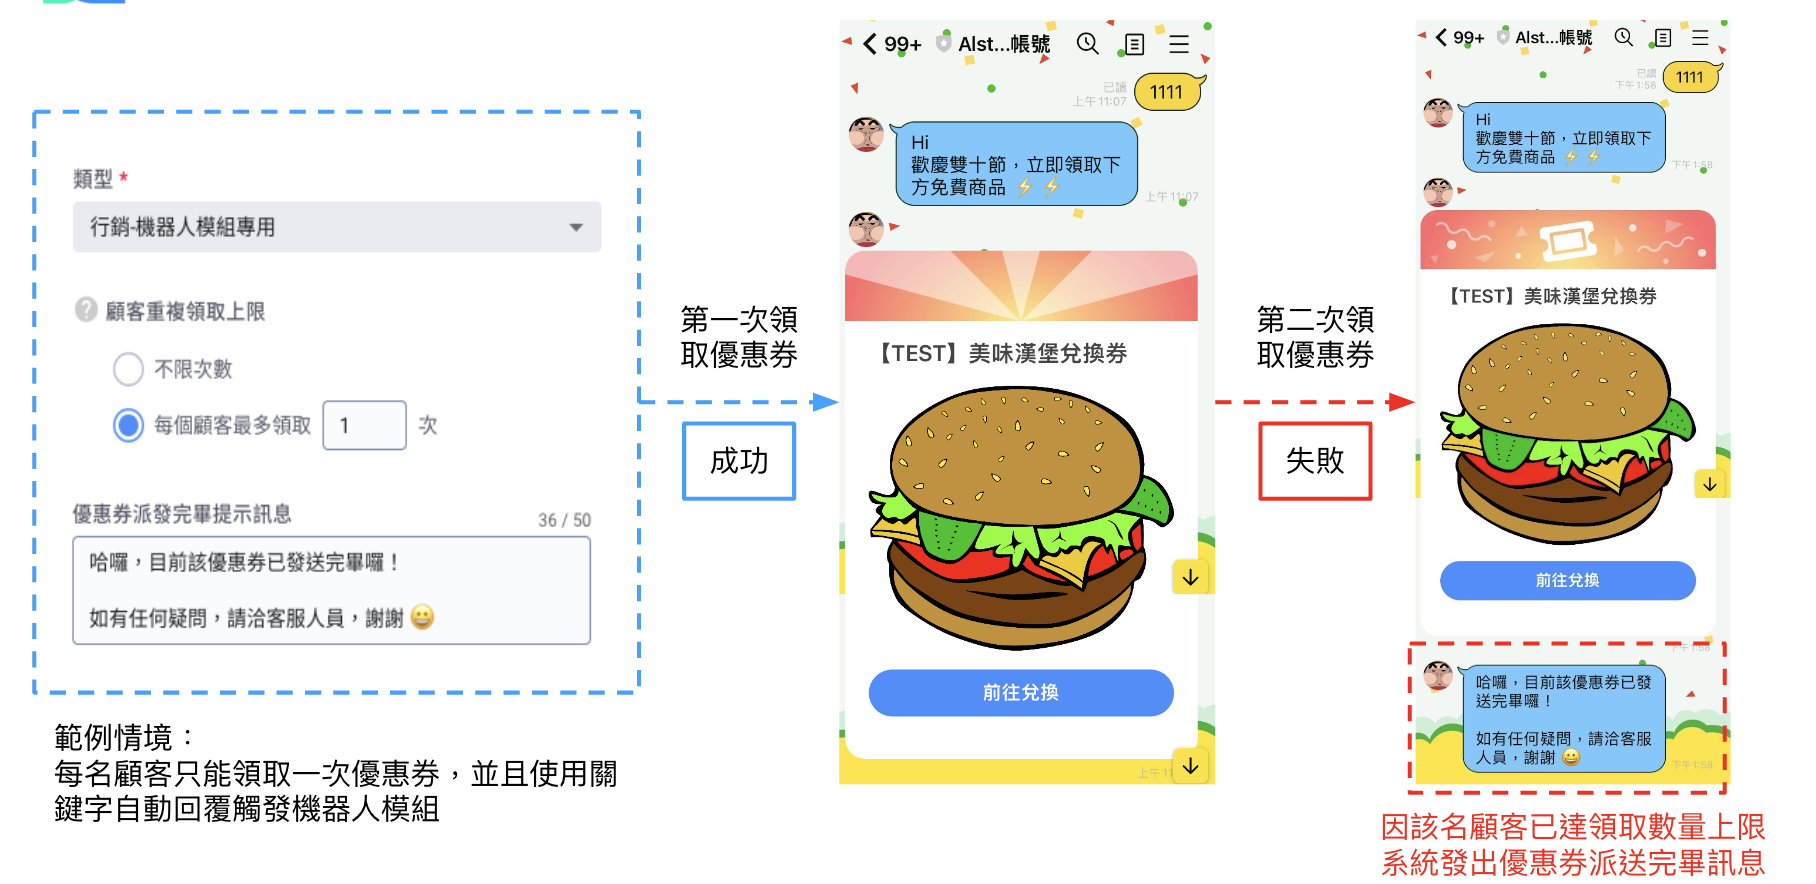 類型 *
行銷-機器人模組專用
顧客重複領取上限
不限次數
每個顧客最多領取 1 次
優惠券派發完畢提示訊息
36 / 50
哈囉，目前該優惠券已發送完畢囉！
如有任何疑問，請洽客服人員，謝謝 😀
範例情境：
每名顧客只能領取一次優惠券，並且使用關
鍵字自動回覆觸發機器人模組
第一次領
取優惠券
成功
99+
Alst...帳號
已讀
上午 11:07
1111
Hi
歡慶雙十節，立即領取下
方免費商品 ⚡ ⚡
上午 11:07
【TEST】美味漢堡兌換券
前往兌換
上午 11
第二次領
取優惠券
失敗
99+
Alst...帳號
已讀
下午 1:58
1111
Hi
歡慶雙十節，立即領取下
方免費商品 ⚡ ⚡
下午 1:58
【TEST】美味漢堡兌換券
前往兌換
下午 1:58
哈囉，目前該優惠券已發
送完畢囉！
如有任何疑問，請洽客服
人員，謝謝 😀
下午 1:58
因該名顧客已達領取數量上限
系統發出優惠券派送完畢訊息